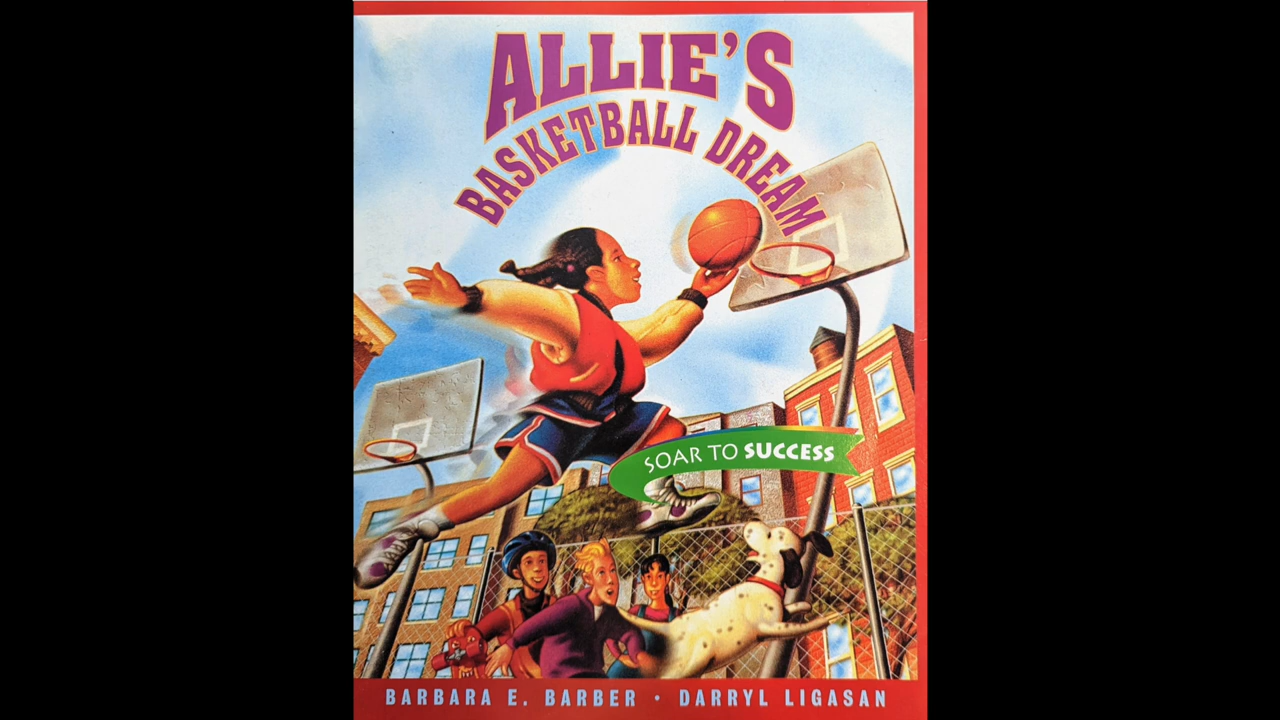 ALLIE'S
BASKETBALL DREAM
SOAR TO SUCCESS
BARBARA E. BARBER • DARRYL LIGASAN